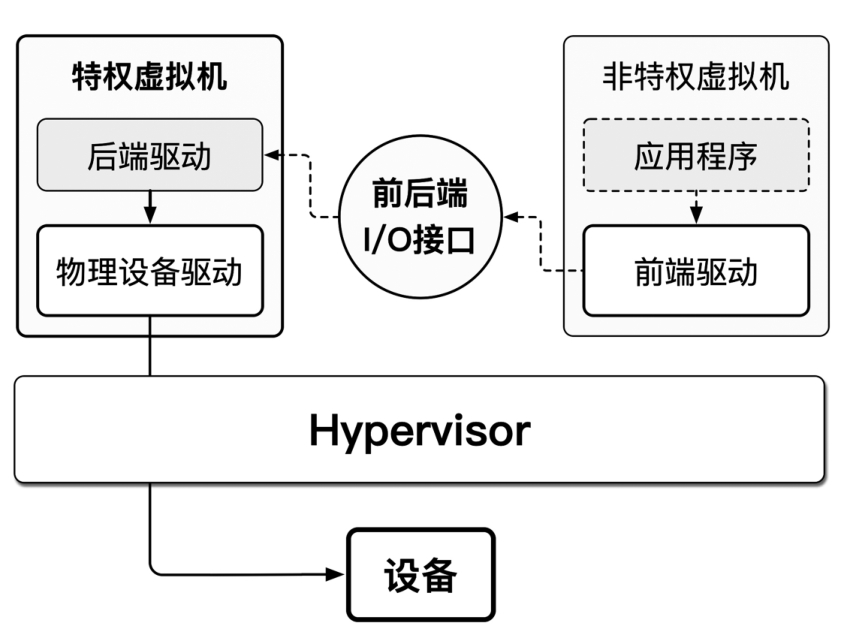 特权虚拟机
后端驱动
物理设备驱动
前后端
I/O接口
非特权虚拟机
应用程序
前端驱动
Hypervisor
设备